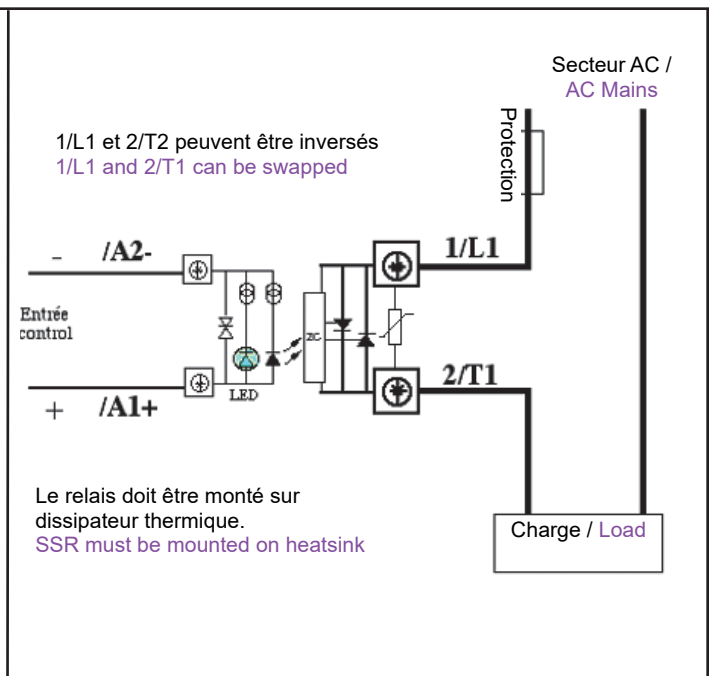 Secteur AC /
AC Mains
Protection
1/L1 et 2/T2 peuvent être inversés
1/L1 and 2/T1 can be swapped
- /A2-
1/L1
Entrée
control
ZC
LED
+ /A1+
2/T1
Le relais doit être monté sur
dissipateur thermique.
SSR must be mounted on heatsink
Charge / Load